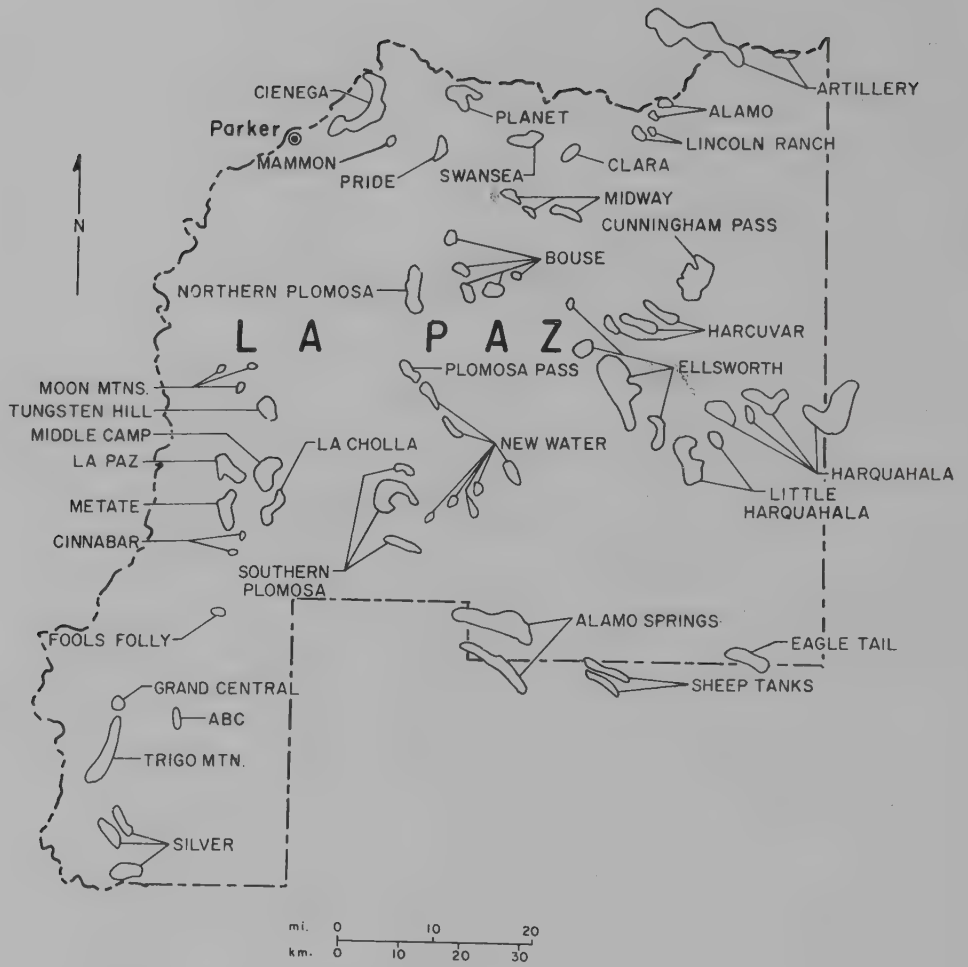 ARTILLERY
CIENEGA
PLANET
ALAMO
Parker
LINCOLN RANCH
MAMMON
PRIDE
SWANSEA
CLARA
N
MIDWAY
CUNNINGHAM PASS
BOUSE
NORTHERN PLOMOSA
LA PAZ
HARCUVAR
MOON MTNS.
PLOMOSA PASS
ELLSWORTH
TUNGSTEN HILL
MIDDLE CAMP
LA CHOLLA
NEW WATER
LA PAZ
HARQUAHALA
METATE
LITTLE
HARQUAHALA
CINNABAR
SOUTHERN
PLOMOSA
FOOLS FOLLY
ALAMO SPRINGS
EAGLE TAIL
GRAND CENTRAL
SHEEP TANKS
ABC
TRIGO MTN.
SILVER
mi. 0 10 20
km. 0 10 20 30